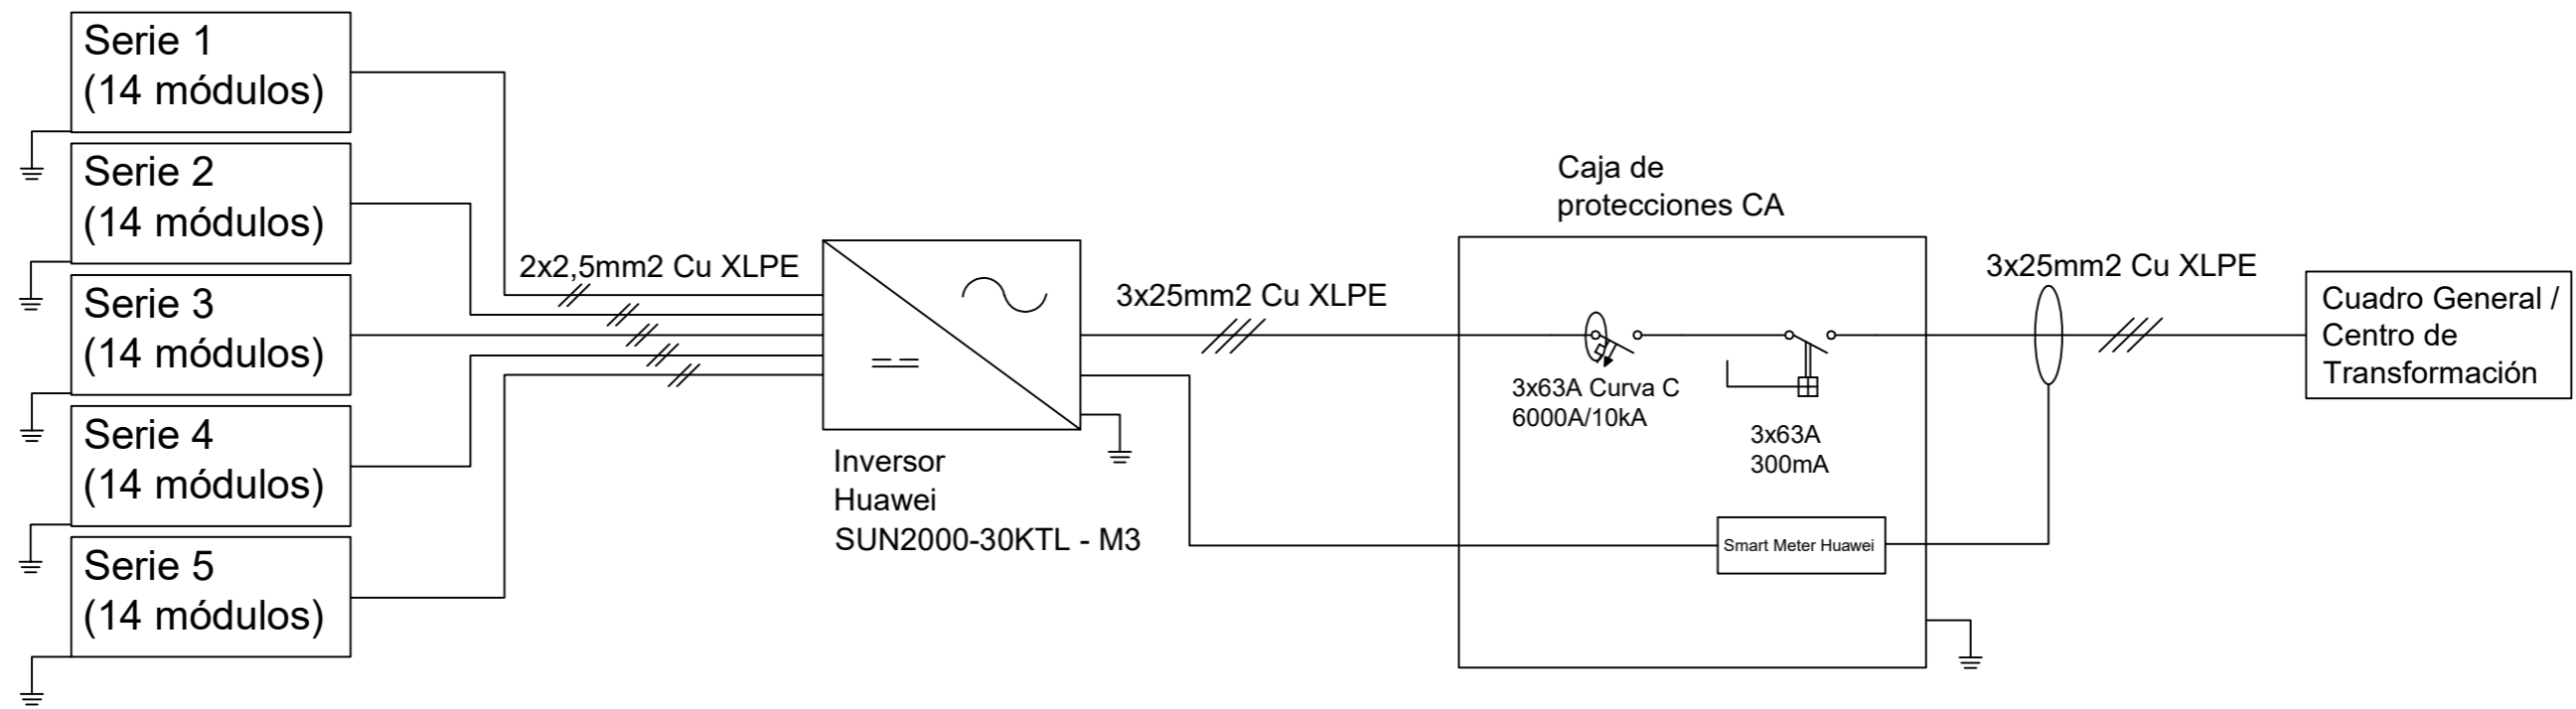 Serie 1
(14 módulos)
Serie 2
(14 módulos)
Serie 3
(14 módulos)
Serie 4
(14 módulos)
Serie 5
(14 módulos)
2x2,5mm2 Cu XLPE
Inversor
Huawei
SUN2000-30KTL - M3
3x25mm2 Cu XLPE
Caja de
protecciones CA
3x63A Curva C
6000A/10kA
3x63A
300mA
Smart Meter Huawei
3x25mm2 Cu XLPE
Cuadro General /
Centro de
Transformación